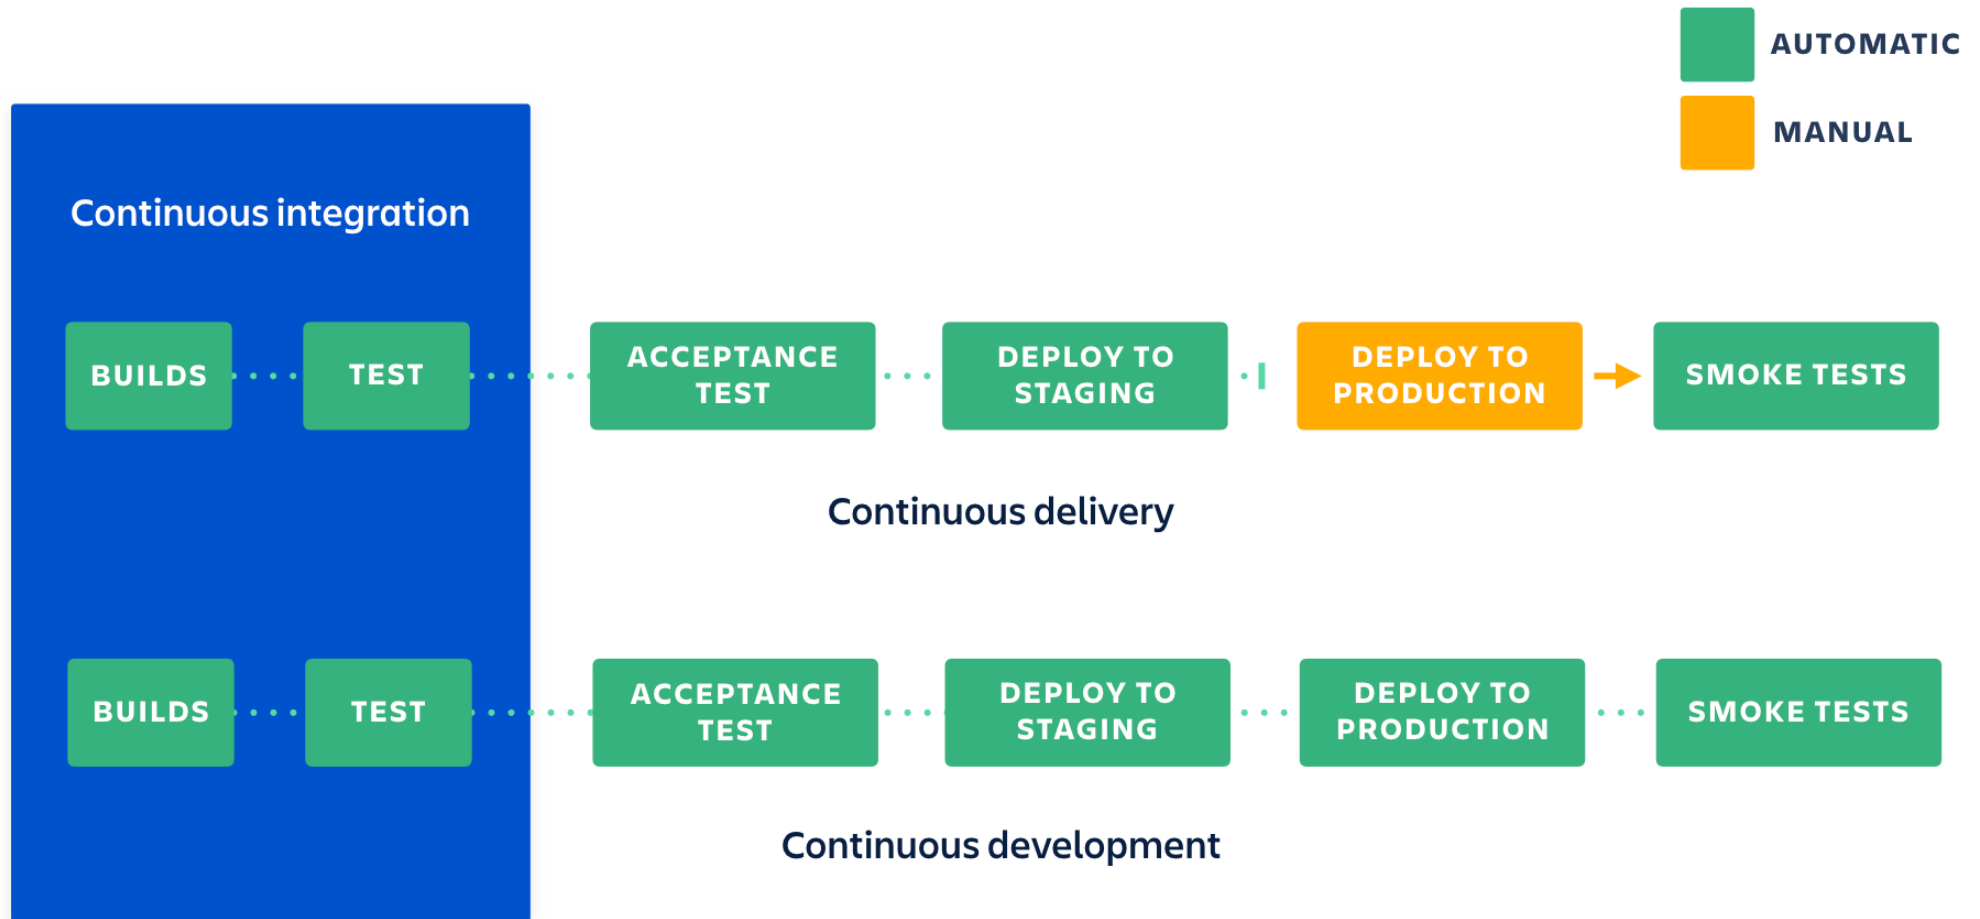 AUTOMATIC
MANUAL
Continuous integration
BUILDS
TEST
ACCEPTANCE
TEST
DEPLOY TO
STAGING
DEPLOY TO
PRODUCTION
SMOKE TESTS
Continuous delivery
BUILDS
TEST
ACCEPTANCE
TEST
DEPLOY TO
STAGING
DEPLOY TO
PRODUCTION
SMOKE TESTS
Continuous development